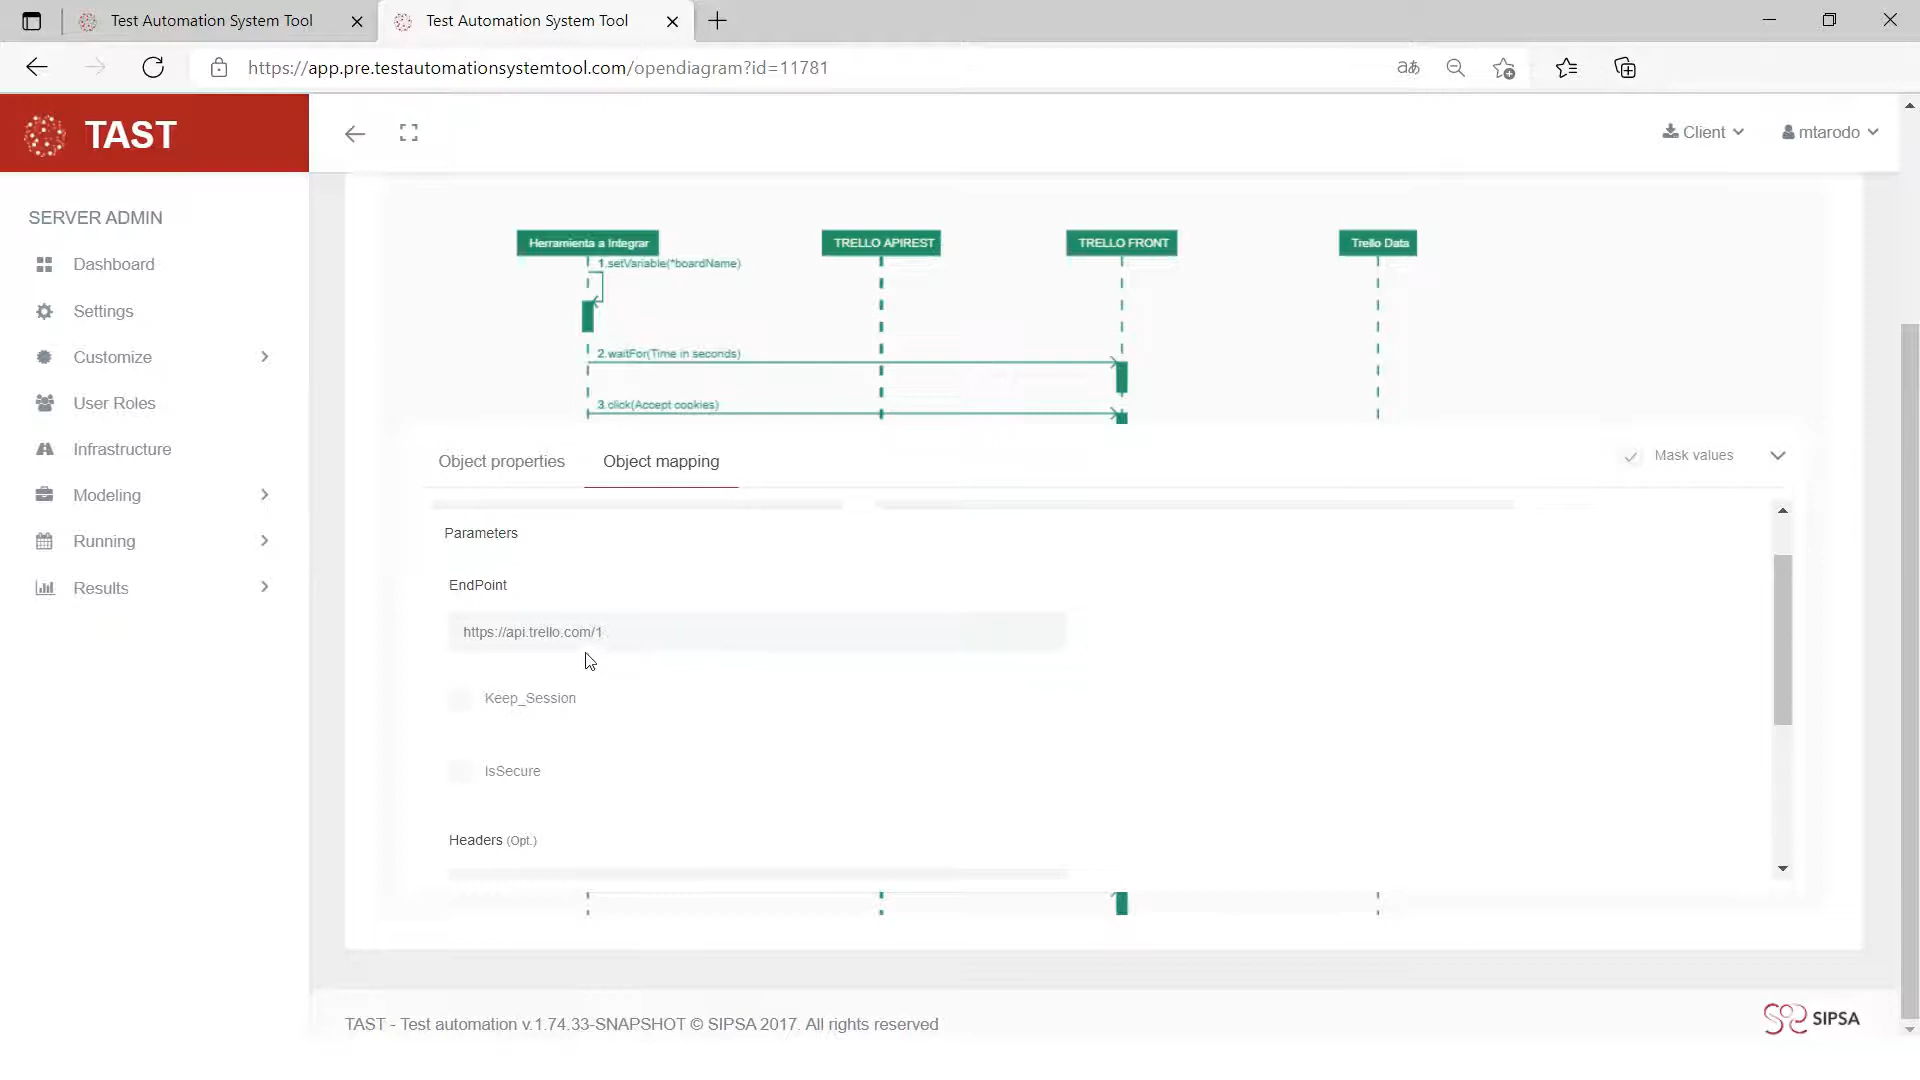 Test Automation System Tool
Test Automation System Tool
https://app.pre.testautomationsystemtool.com/opendiagram?id=11781
aあ
TAST
Client
mtarodo
SERVER ADMIN
Dashboard
Settings
Customize
User Roles
Infrastructure
Modeling
Running
Results
Herramienta a Integrar
TRELLO APIREST
TRELLO FRONT
Trello Data
1.setVariable(*boardName)
2.waitFor(Time in seconds)
3.click(Accept cookies)
Object properties
Object mapping
Mask values
Parameters
EndPoint
https://api.trello.com/1
Keep_Session
IsSecure
Headers (Opt.)
TAST - Test automation v.1.74.33-SNAPSHOT © SIPSA 2017. All rights reserved
SIPSA